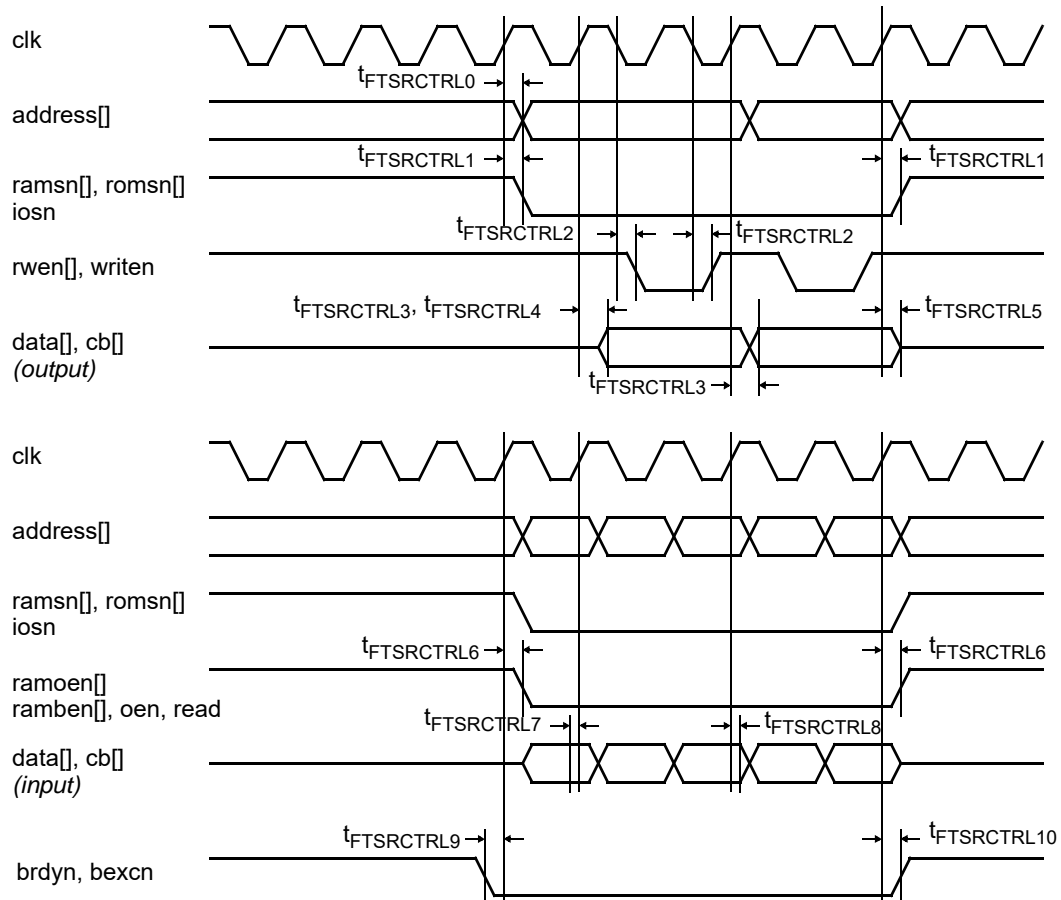 clk
tFTSRCTRL0
address[]
tFTSRCTRL1 tFTSRCTRL1
ramsn[], romsn[]
iosn
tFTSRCTRL2 tFTSRCTRL2
rwen[], writen
tFTSRCTRL3, tFTSRCTRL4 tFTSRCTRL5
data[], cb[]
(output)
tFTSRCTRL3
clk
address[]
ramsn[], romsn[]
iosn
tFTSRCTRL6 tFTSRCTRL6
ramoen[]
ramben[], oen, read
tFTSRCTRL7 tFTSRCTRL8
data[], cb[]
(input)
tFTSRCTRL9 tFTSRCTRL10
brdyn, bexcn